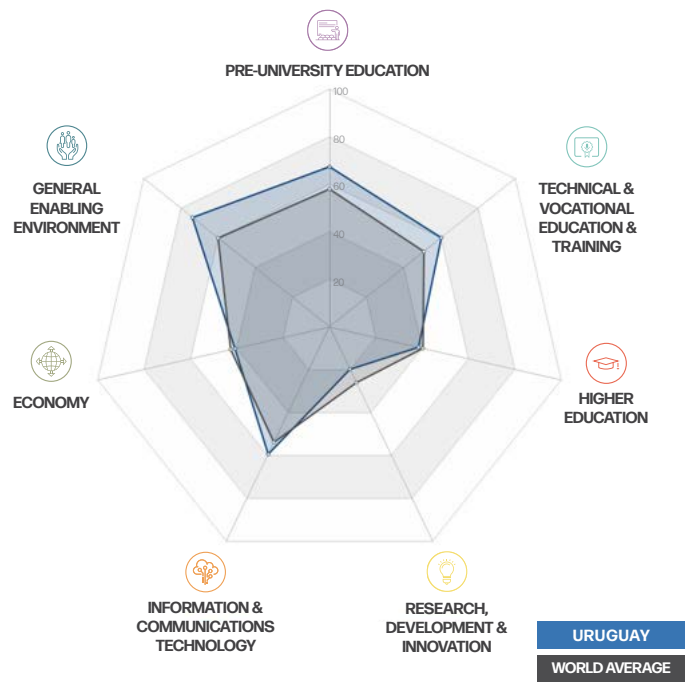 PRE-UNIVERSITY EDUCATION
100
80
60
40
20
GENERAL
ENABLING
ENVIRONMENT
TECHNICAL &
VOCATIONAL
EDUCATION &
TRAINING
ECONOMY
HIGHER
EDUCATION
INFORMATION &
COMMUNICATIONS
TECHNOLOGY
RESEARCH,
DEVELOPMENT &
INNOVATION
URUGUAY
WORLD AVERAGE